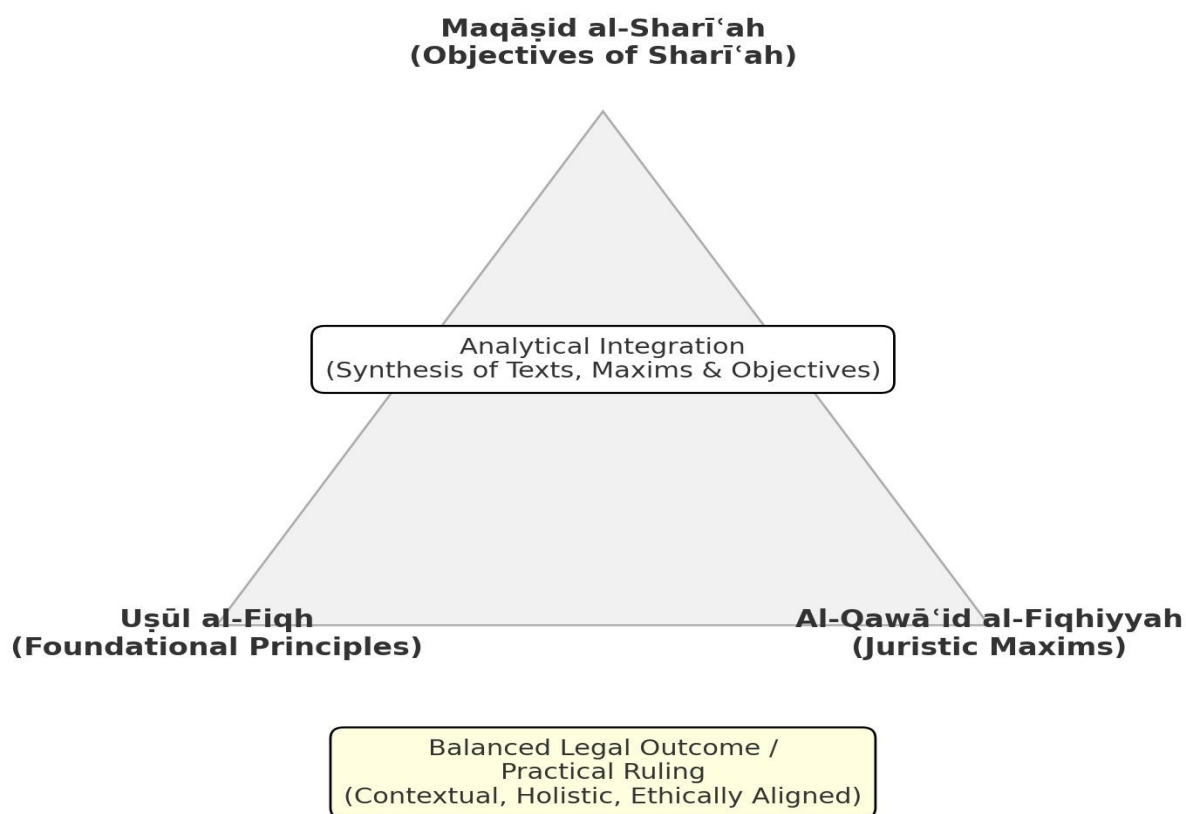 Maqāṣid al-Sharīʿah
(Objectives of Sharīʿah)
Analytical Integration
(Synthesis of Texts, Maxims & Objectives)
Uṣūl al-Fiqh
(Foundational Principles)
Al-Qawāʿid al-Fiqhiyyah
(Juristic Maxims)
Balanced Legal Outcome /
Practical Ruling
(Contextual, Holistic, Ethically Aligned)